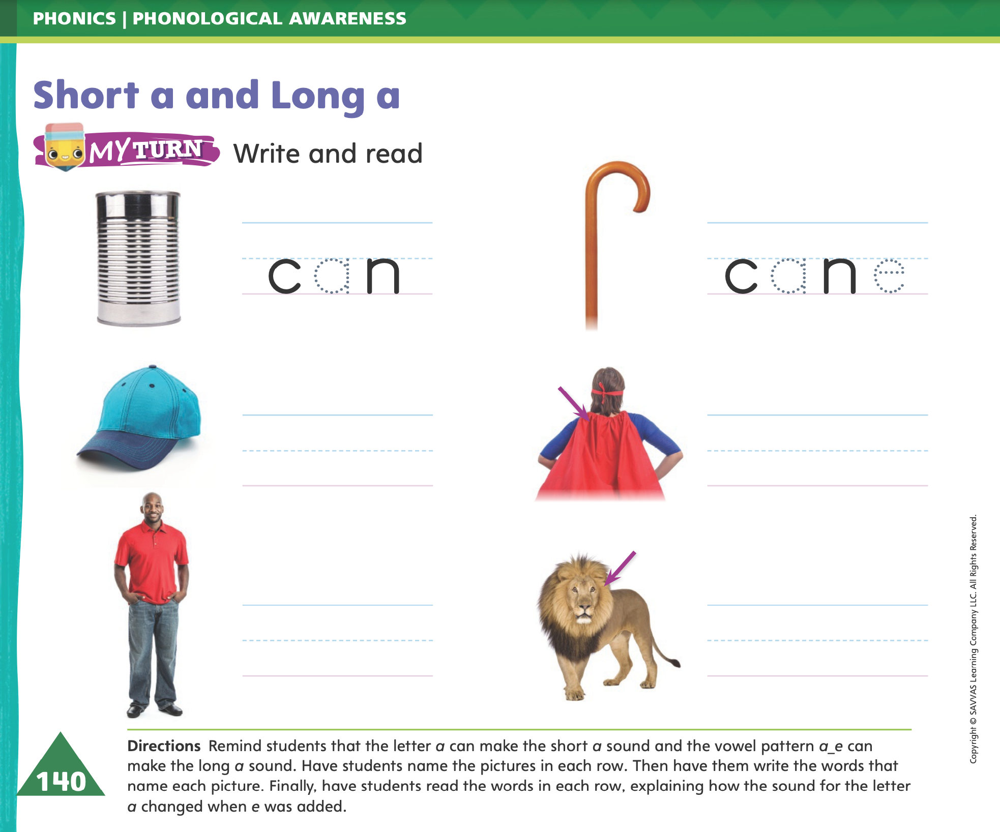 PHONICS | PHONOLOGICAL AWARENESS
Short a and Long a
MY TURN Write and read
can
cane
Directions Remind students that the letter a can make the short a sound and the vowel pattern a_e can
make the long a sound. Have students name the pictures in each row. Then have them write the words that
name each picture. Finally, have students read the words in each row, explaining how the sound for the letter
a changed when e was added.
140
Copyright © SAVVAS Learning Company LLC. All Rights Reserved.